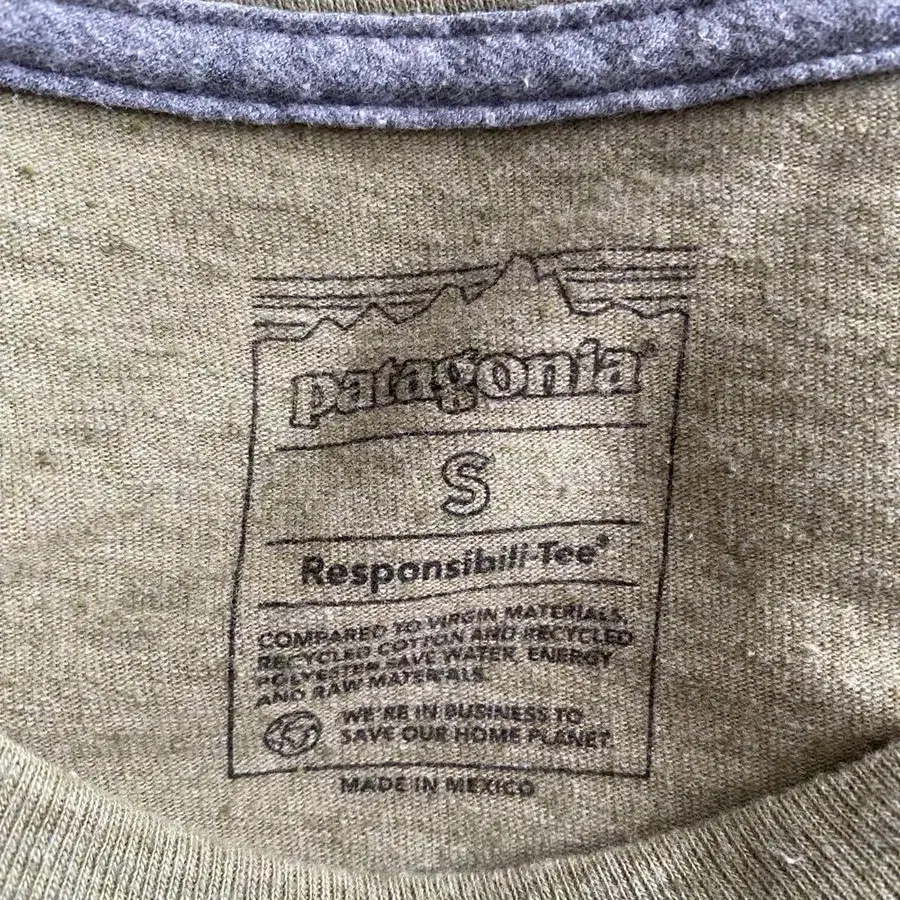 patagonia®
S
Responsibili-Tee®
COMPARED TO VIRGIN MATERIALS,
RECYCLED COTTON AND RECYCLED
POLYESTER SAVE WATER, ENERGY
AND RAW MATERIALS.
WE'RE IN BUSINESS TO
SAVE OUR HOME PLANET.
MADE IN MEXICO